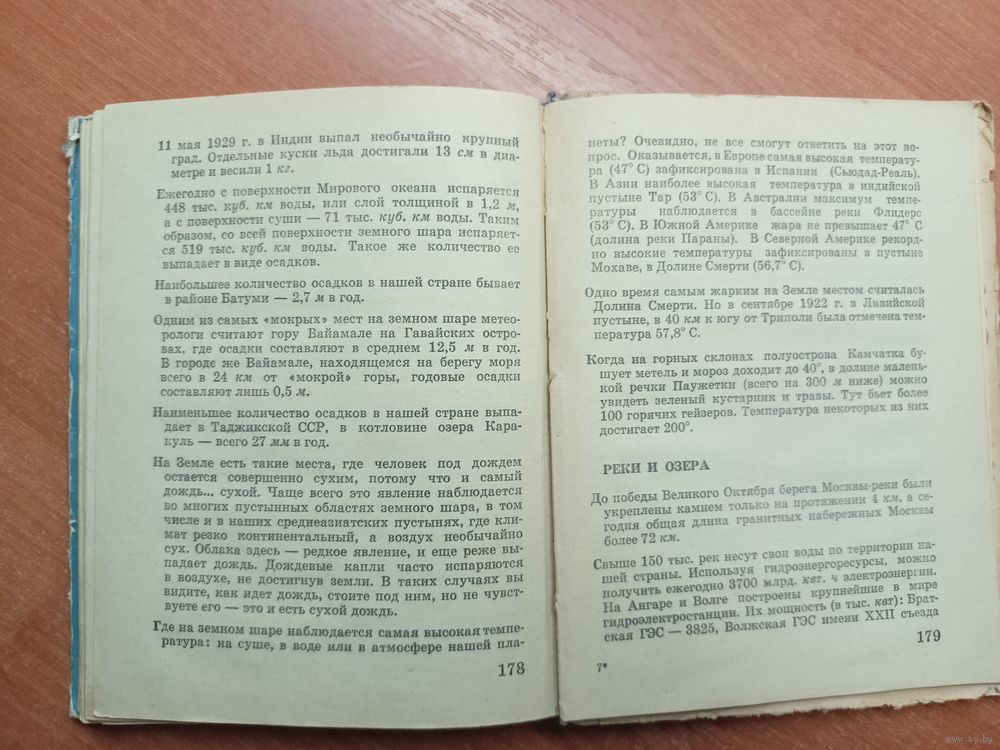 11 мая 1929 г. в Индии выпал необычайно крупный
град. Отдельные куски льда достигали 13 см в диа-
метре и весили 1 кг.
Ежегодно с поверхности Мирового океана испаряется
448 тыс. куб. км воды, или слой толщиной в 1,2 м,
а с поверхности суши — 71 тыс. куб. км воды. Таким
образом, со всей поверхности земного шара испаряет-
ся 519 тыс. куб. км воды. Такое же количество ее
выпадает в виде осадков.
Наибольшее количество осадков в нашей стране бывает
в районе Батуми — 2,7 м в год.
Одним из самых «мокрых» мест на земном шаре метео-
рологи считают гору Вайамале на Гавайских остро-
вах, где осадки составляют в среднем 12,5 м в год.
В городе же Вайамале, находящемся на берегу моря
всего в 24 км от «мокрой» горы, годовые осадки
составляют лишь 0,5 м.
Наименьшее количество осадков в нашей стране выпа-
дает в Таджикской ССР, в котловине озера Кара-
куль — всего 27 мм в год.
На Земле есть такие места, где человек под дождем
остается совершенно сухим, потому что и самый
дождь... сухой. Чаще всего это явление наблюдается
во многих пустынных областях земного шара, в том
числе и в наших среднеазиатских пустынях, где кли-
мат резко континентальный, а воздух необычайно
сух. Облака здесь — редкое явление, и еще реже вы-
падает дождь. Дождевые капли часто испаряются
в воздухе, не достигнув земли. В таких случаях вы
видите, как идет дождь, стоите под ним, но не чувст-
вуете его — это и есть сухой дождь.
Где на земном шаре наблюдается самая высокая темпе-
ратура: на суше, в воде или в атмосфере нашей пла-
178
неты? Очевидно, не все смогут ответить на этот во-
прос. Оказывается, в Европе самая высокая температу-
ра (47° С) зафиксирована в Испании (Сьюдад-Реаль).
В Азии наиболее высокая температура в индийской
пустыне Тар (53° С). В Австралии максимум темпе-
ратуры наблюдается в бассейне реки Флидерс
(53° С). В Южной Америке жара не превышает 47° С
(долина реки Параны). В Северной Америке рекорд-
но высокие температуры зафиксированы в пустыне
Мохаве, в Долине Смерти (56,7° С).
Одно время самым жарким на Земле местом считалась
Долина Смерти. Но в сентябре 1922 г. в Ливийской
пустыне, в 40 км к югу от Триполи была отмечена тем-
пература 57,8° С.
Когда на горных склонах полуострова Камчатка бу-
шует метель и мороз доходит до 40°, в долине малень-
кой речки Паужетки (всего на 300 м ниже) можно
увидеть зеленый кустарник и травы. Тут бьет более
100 горячих гейзеров. Температура некоторых из них
достигает 200°.
РЕКИ И ОЗЕРА
До победы Великого Октября берега Москвы-реки были
укреплены камнем только на протяжении 4 км, а се-
годня общая длина гранитных набережных Москвы
более 72 км.
Свыше 150 тыс. рек несут свои воды по территории на-
шей страны. Используя гидроэнергоресурсы, можно
получить ежегодно 3700 млрд. квт. ч электроэнергии.
На Ангаре и Волге построены крупнейшие в мире
гидроэлектростанции. Их мощность (в тыс. квт): Брат-
ская ГЭС — 3825, Волжская ГЭС имени XXII съезда
179
7*
www.ay.by